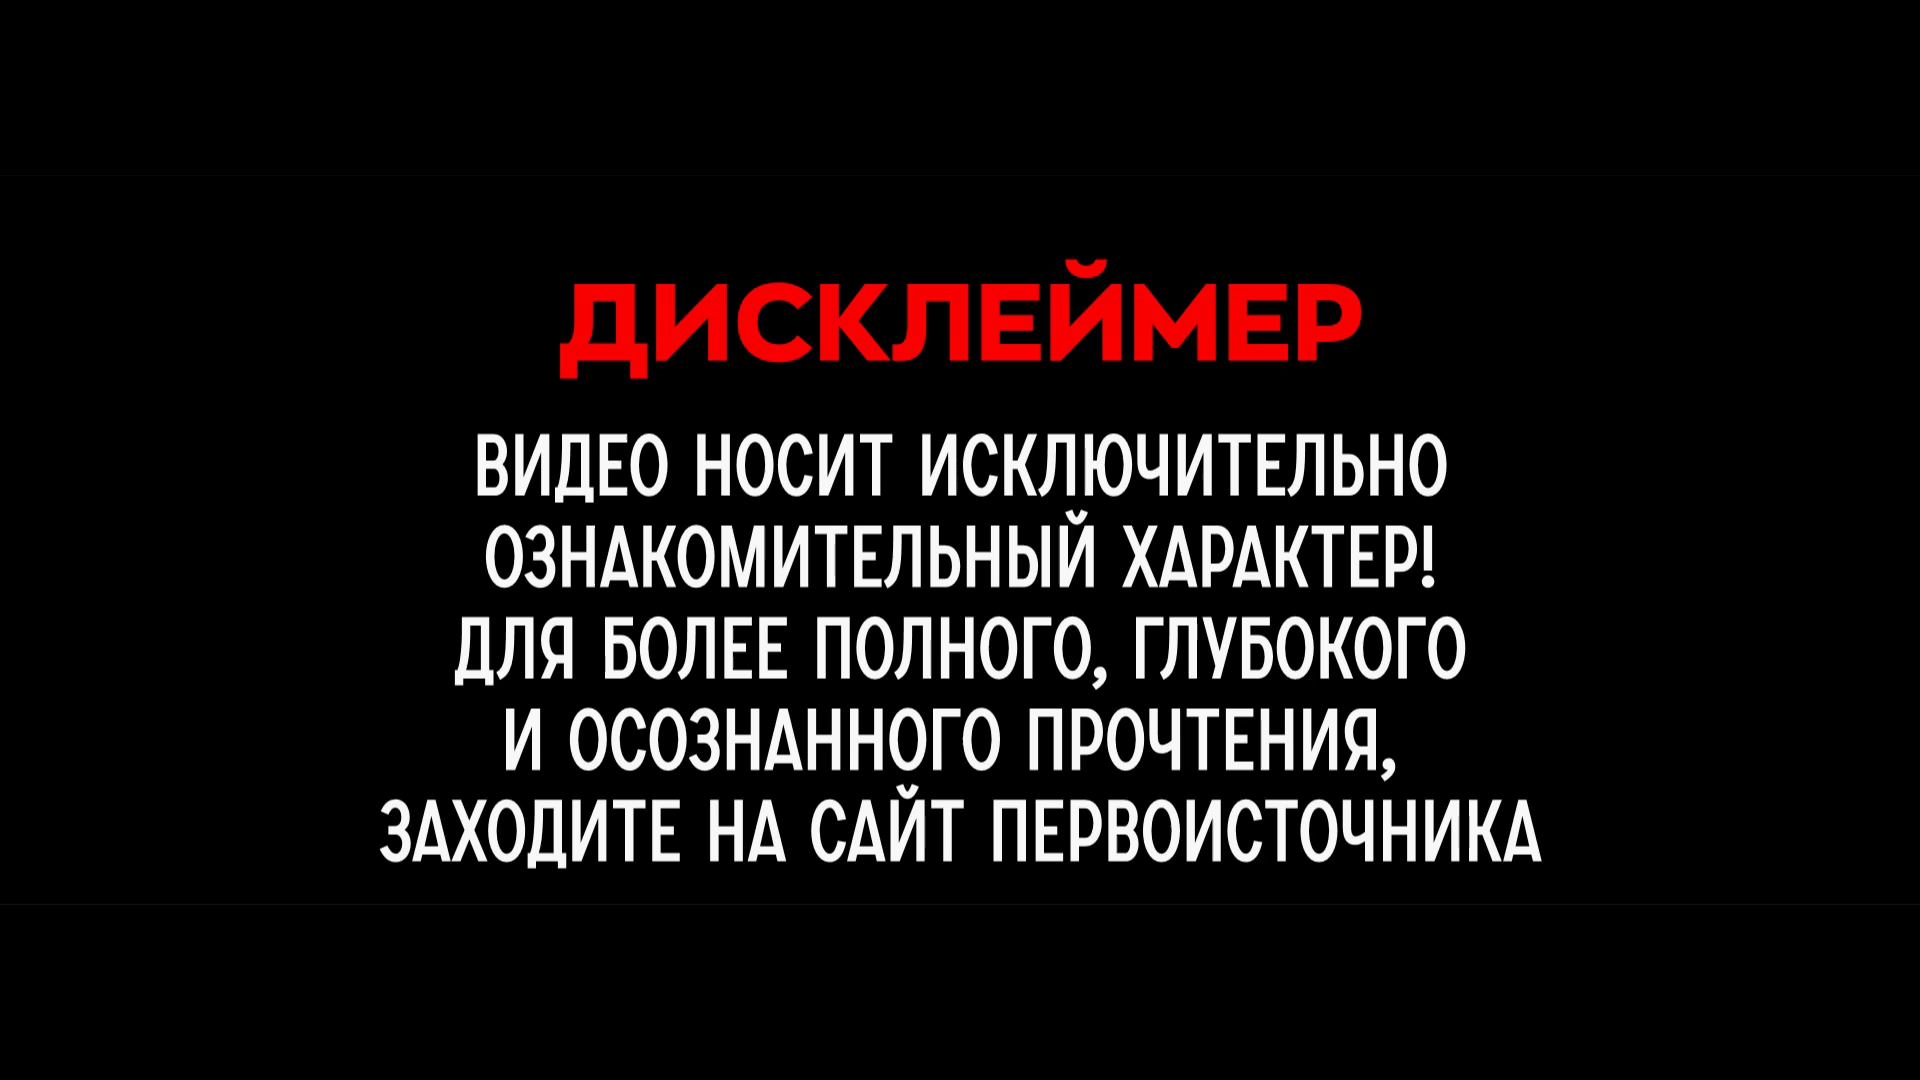 ДИСКЛЕЙМЕР
ВИДЕО НОСИТ ИСКЛЮЧИТЕЛЬНО
ОЗНАКОМИТЕЛЬНЫЙ ХАРАКТЕР!
ДЛЯ БОЛЕЕ ПОЛНОГО, ГЛУБОКОГО
И ОСОЗНАННОГО ПРОЧТЕНИЯ,
ЗАХОДИТЕ НА САЙТ ПЕРВОИСТОЧНИКА